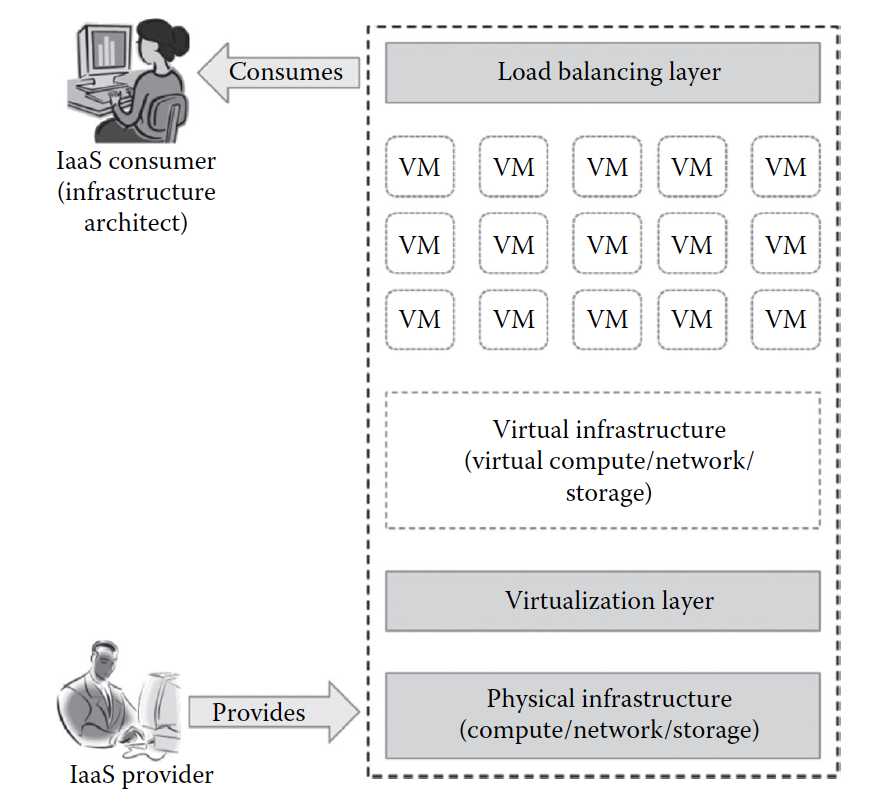 Consumes
Load balancing layer
IaaS consumer
(infrastructure
architect)
VM VM VM VM VM
VM VM VM VM VM
VM VM VM VM VM
Virtual infrastructure
(virtual compute/network/
storage)
Virtualization layer
Physical infrastructure
(compute/network/storage)
Provides
IaaS provider